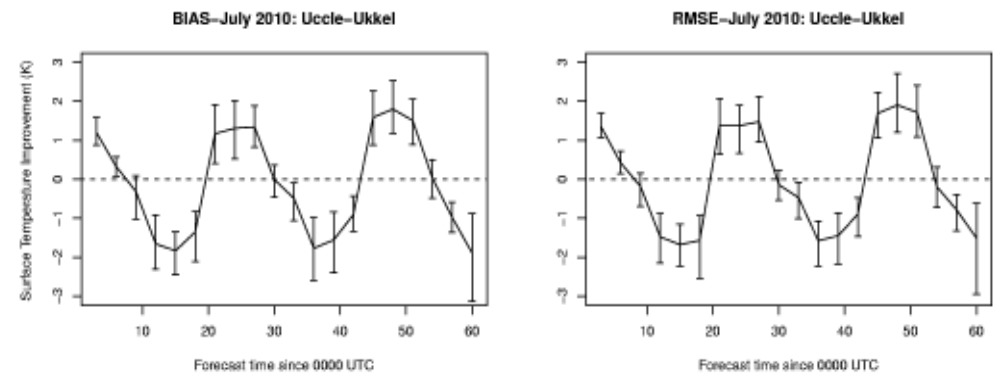 BIAS−July 2010: Uccle−Ukkel
Surface Temperature Improvement (K)
3
2
1
0
−1
−2
−3
10 20 30 40 50 60
Forecast time since 0000 UTC
RMSE−July 2010: Uccle−Ukkel
3
2
1
0
−1
−2
−3
10 20 30 40 50 60
Forecast time since 0000 UTC